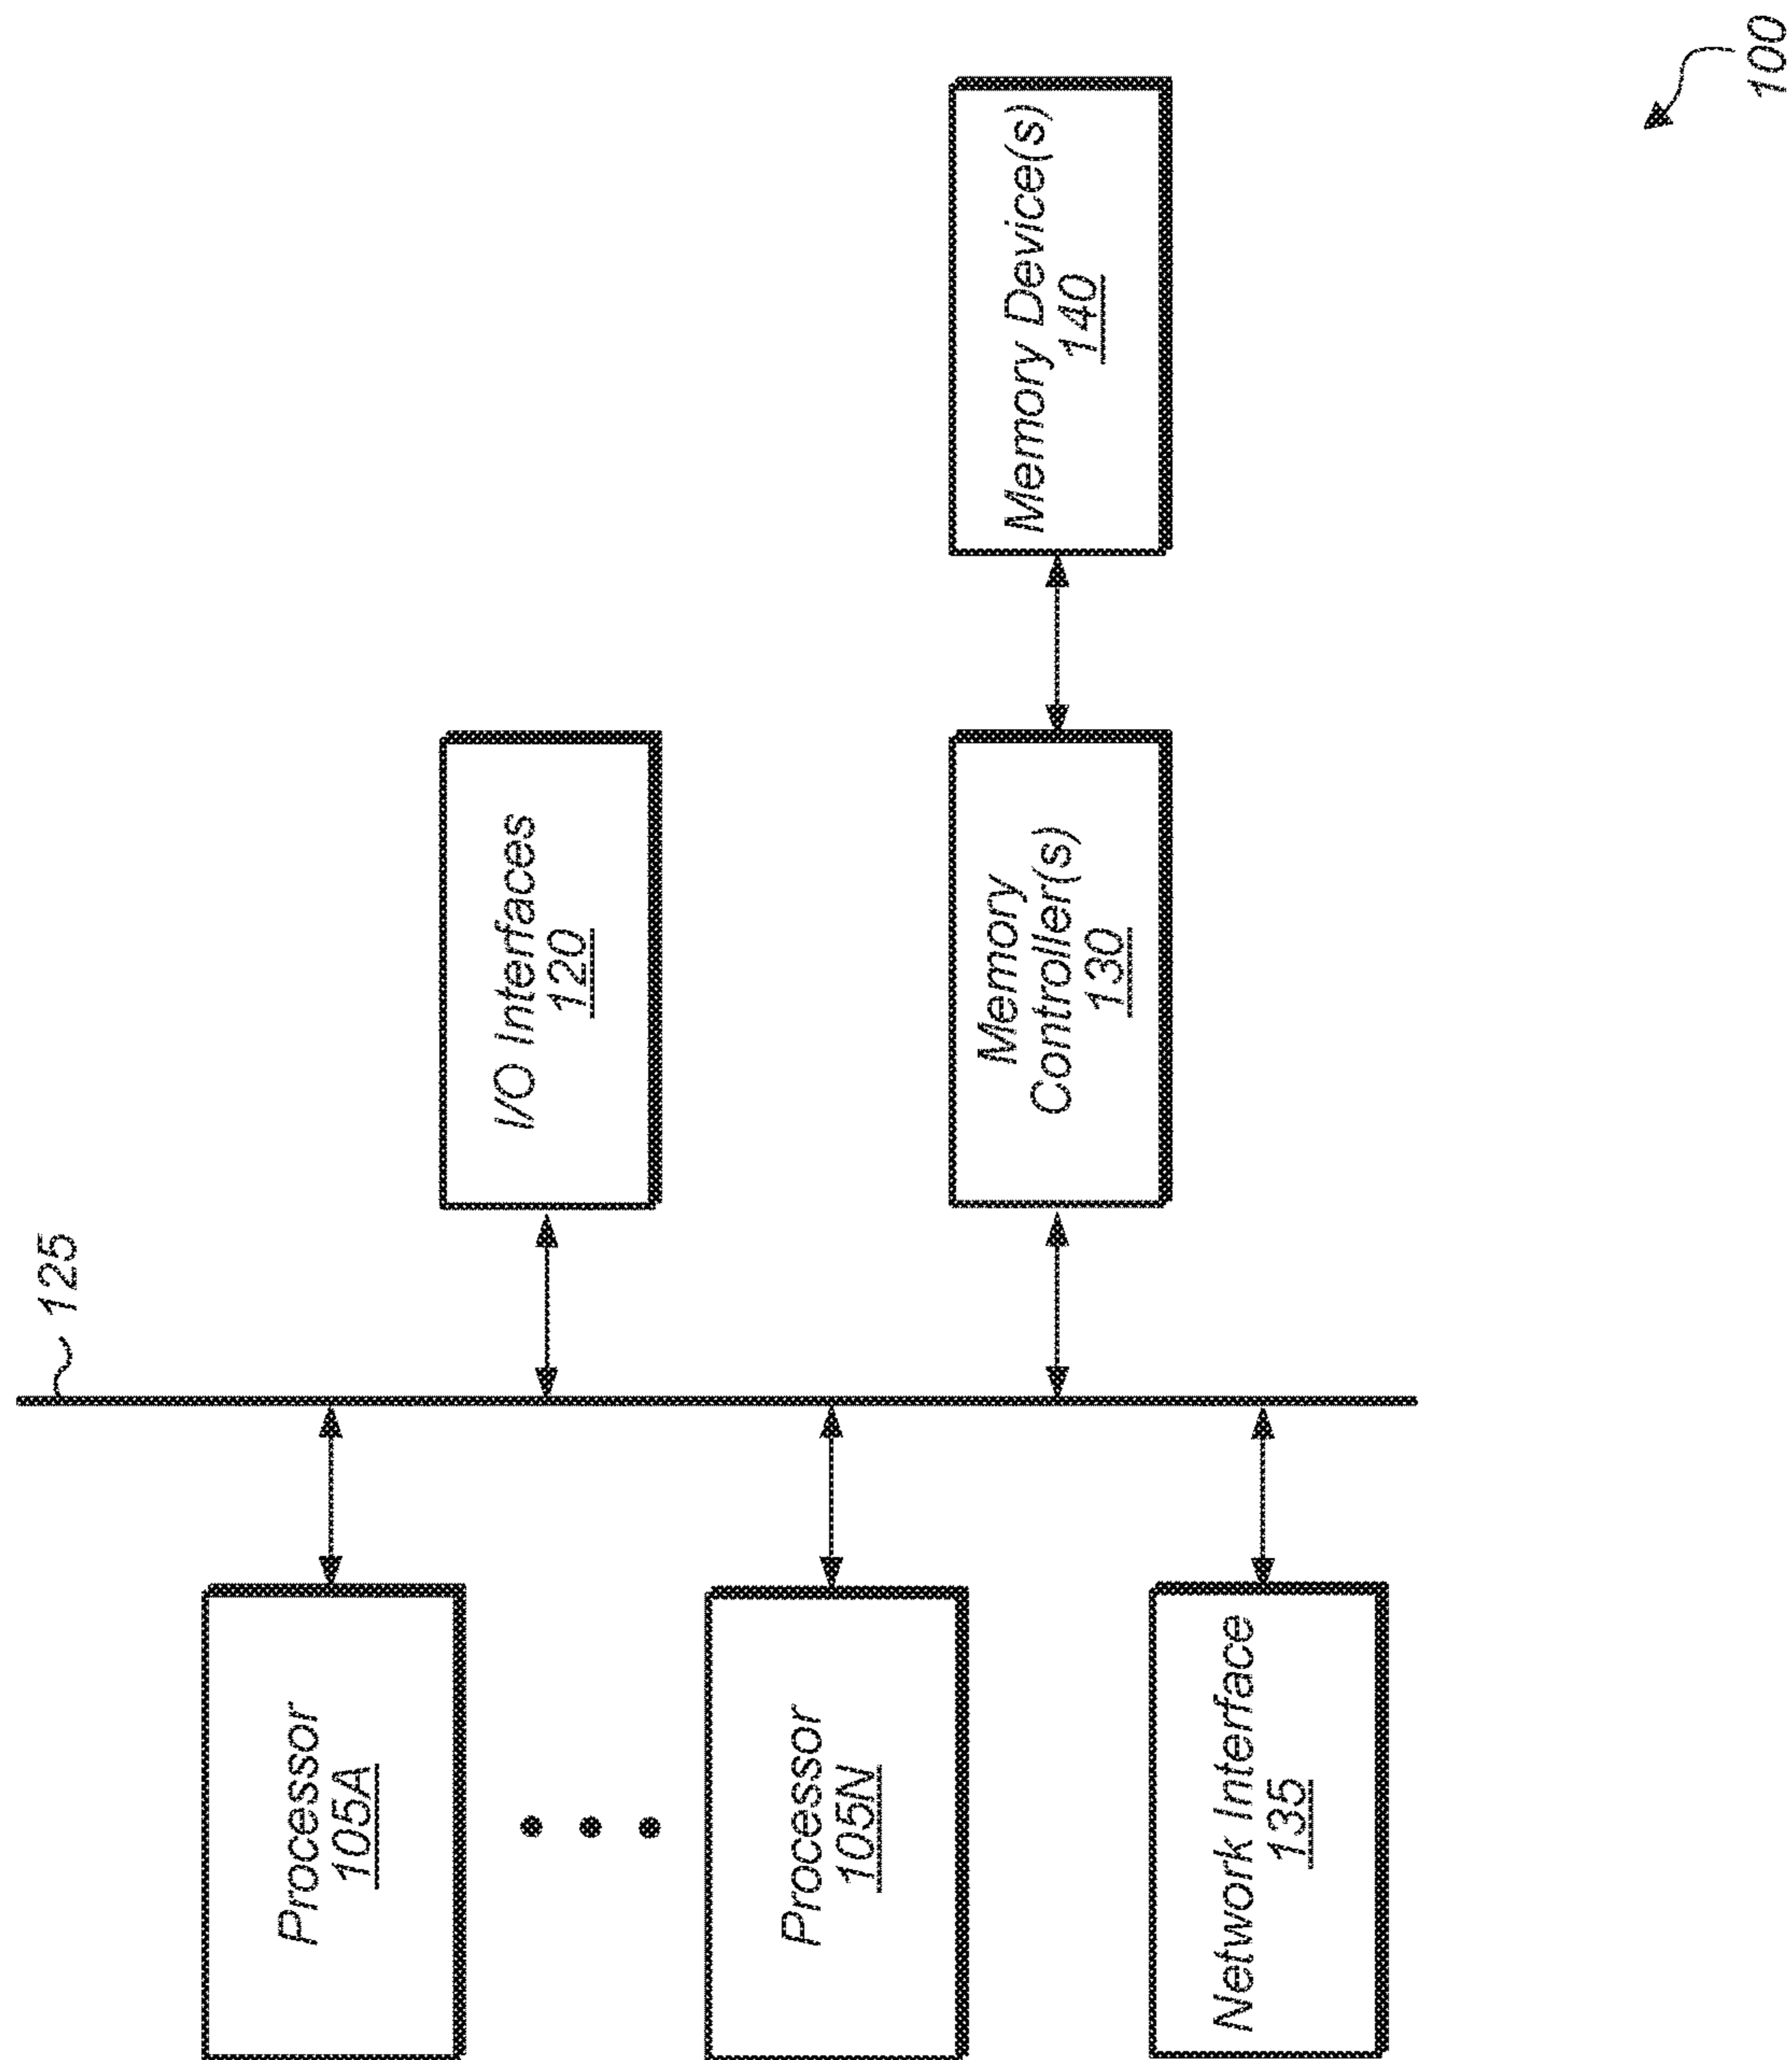 100
125
Processor
105A
Processor
105N
Network Interface
135
I/O Interfaces
120
Memory
Controller(s)
130
Memory Device(s)
140